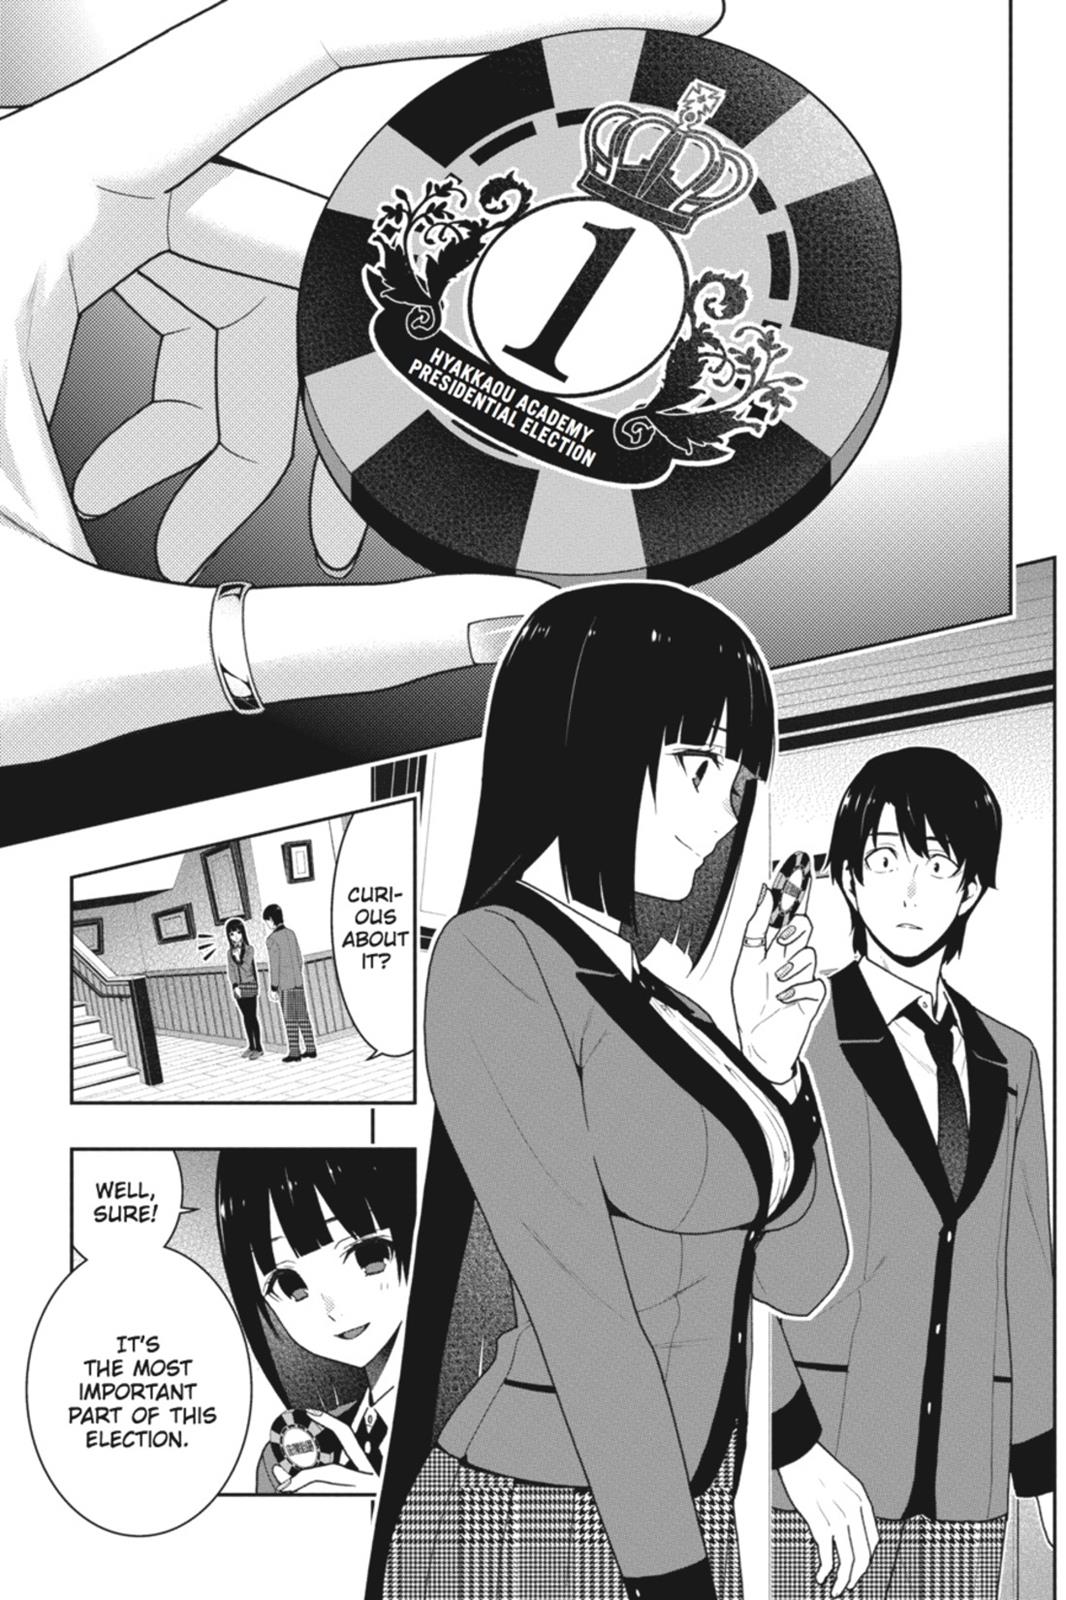 1
HYAKKAOU ACADEMY
PRESIDENTIAL ELECTION
CURI-
OUS
ABOUT
IT?
WELL,
SURE!
IT'S
THE MOST
IMPORTANT
PART OF THIS
ELECTION.